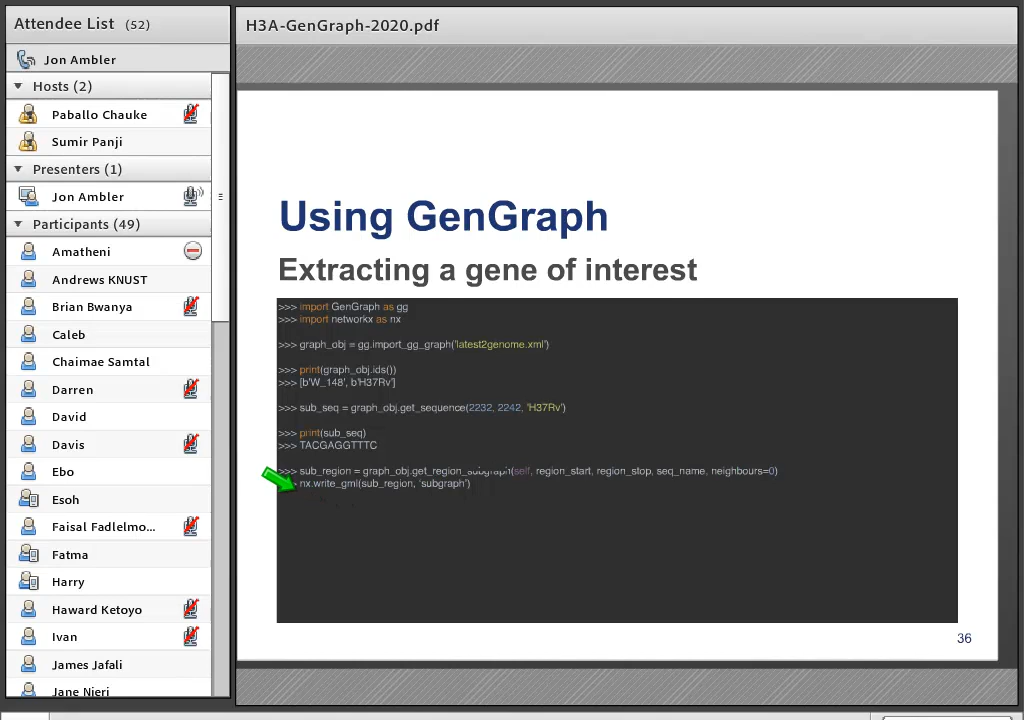 Attendee List (52)
Jon Ambler
Hosts (2)
Paballo Chauke
Sumir Panji
Presenters (1)
Jon Ambler
Participants (49)
Amatheni
Andrews KNUST
Brian Bwanya
Caleb
Chaimae Samtal
Darren
David
Davis
Ebo
Esoh
Faisal Fadlelmo...
Fatma
Harry
Haward Ketoyo
Ivan
James Jafali
Jane Njeri
H3A-GenGraph-2020.pdf
Using GenGraph
Extracting a gene of interest
>>> import GenGraph as gg
>>> import networkx as nx
>>> graph_obj = gg.import_gg_graph('latest2genome.xml')
>>> print(graph_obj.ids())
>>> [b'W_148', b'H37Rv']
>>> sub_seq = graph_obj.get_sequence(2232, 2242, 'H37Rv')
>>> print(sub_seq)
>>> TACGAGGTTTC
>>> sub_region = graph_obj.get_region_subgraph(self, region_start, region_stop, seq_name, neighbours=0)
nx.write_gml(sub_region, 'subgraph')
36